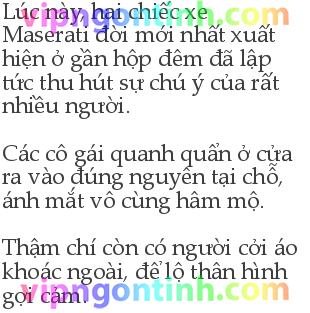 vipngontinh.com
Lúc này, hai chiếc xe
Maserati đời mới nhất xuất
hiện ở gần hộp đêm đã lập
tức thu hút sự chú ý của rất
nhiều người.
Các cô gái quanh quẩn ở cửa
ra vào đúng nguyên tại chỗ,
ánh mắt vô cùng hâm mộ.
Thậm chí còn có người cởi áo
khoác ngoài, để lộ thân hình
gợi cảm.
vipngontinh.com